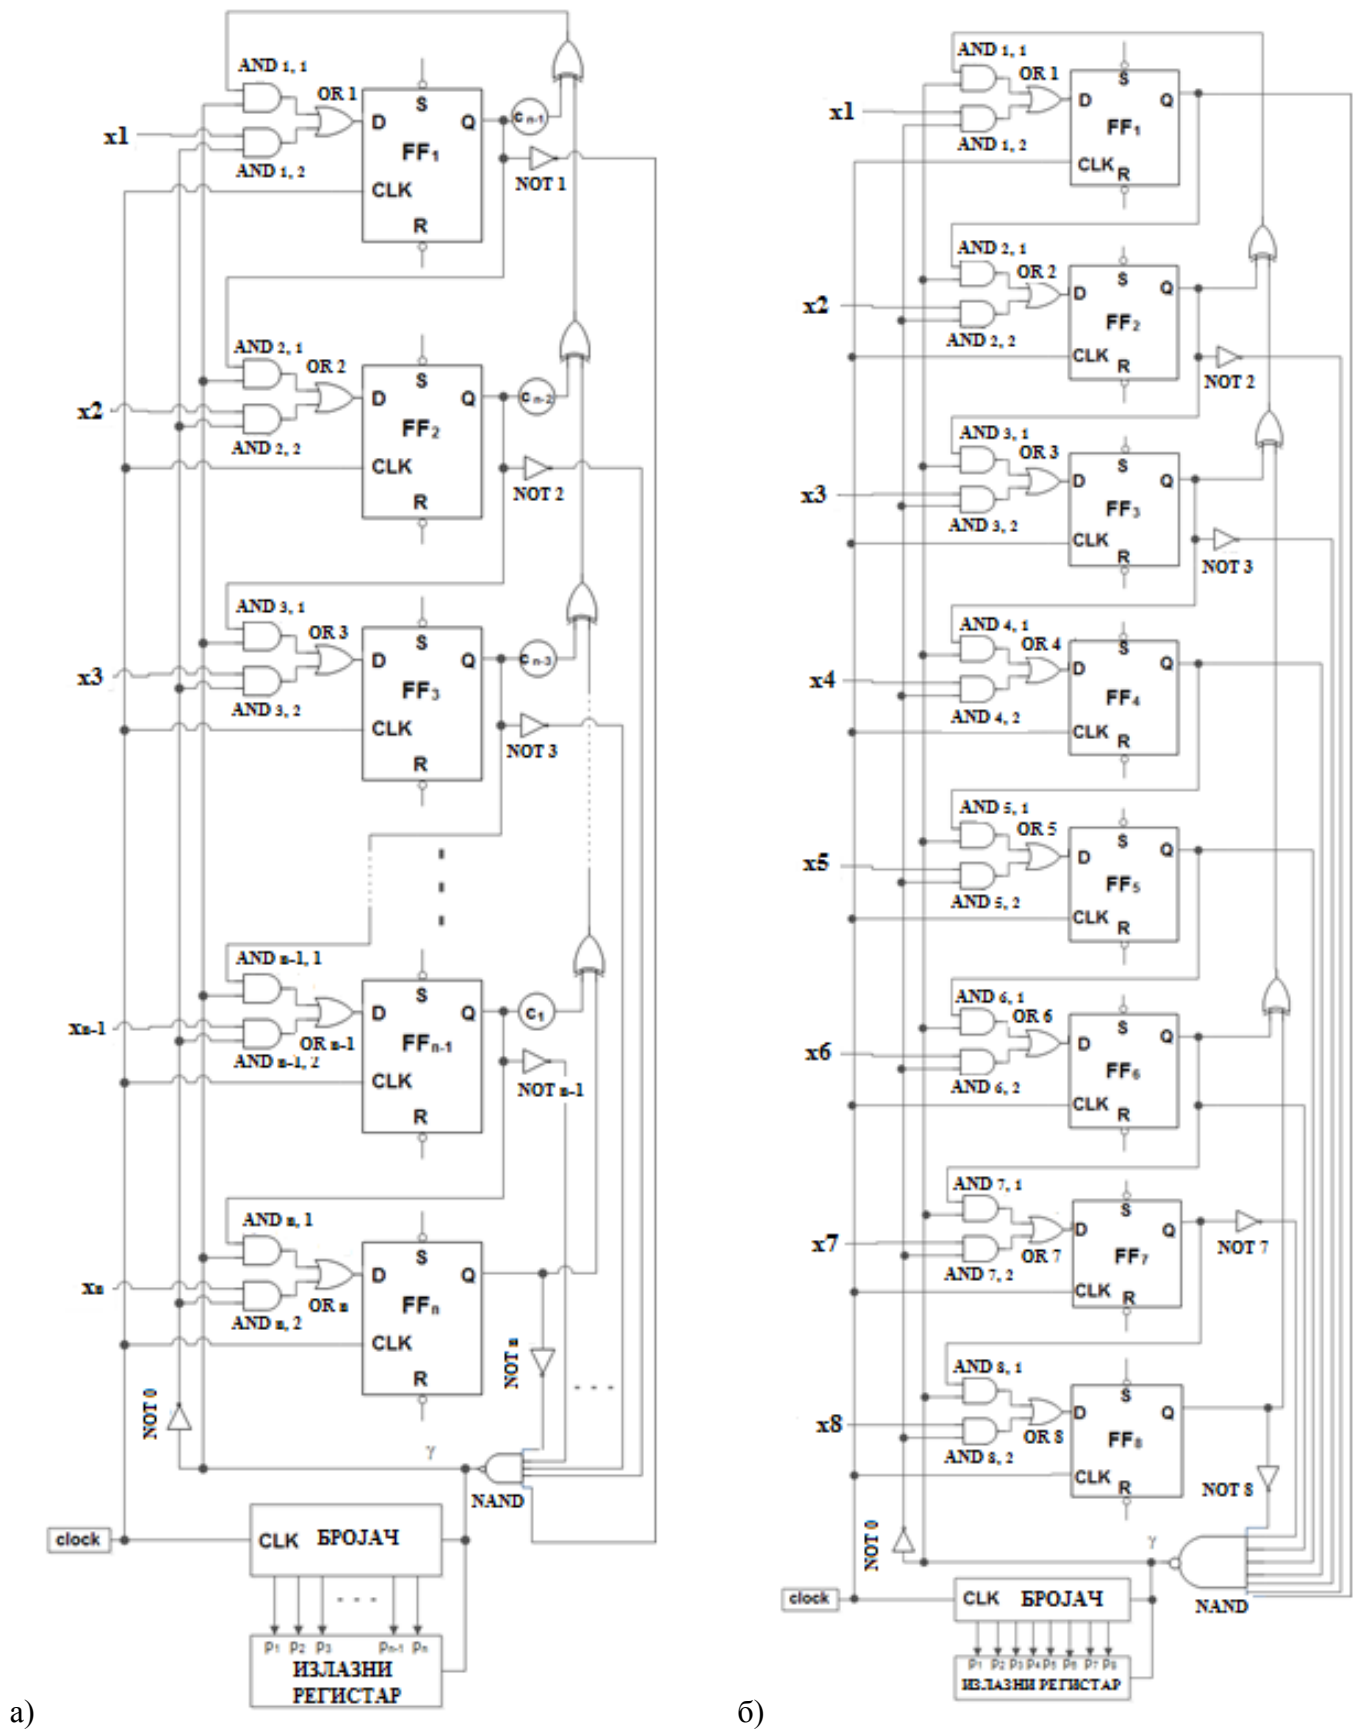 AND 1, 1
OR 1
x1
D
S
Q
FF1
c n-1
AND 1, 2
NOT 1
CLK
R
AND 2, 1
OR 2
x2
D
S
Q
FF2
c n-2
AND 2, 2
NOT 2
CLK
R
AND 3, 1
OR 3
x3
D
S
Q
FF3
c n-3
AND 3, 2
NOT 3
CLK
R
AND n-1, 1
xn-1
D
S
Q
FFn-1
c1
OR n-1
AND n-1, 2
NOT n-1
CLK
R
AND n, 1
xn
D
S
Q
FFn
OR n
AND n, 2
CLK
R
NOT n
NOT 0
γ
NAND
clock
CLK БРОЈАЧ
p1 p2 p3 - - - pn-1 pn
ИЗЛАЗНИ
РЕГИСТАР
а)
AND 1, 1
OR 1
x1
D
S
Q
FF1
AND 1, 2
CLK
R
AND 2, 1
OR 2
x2
D
S
Q
FF2
AND 2, 2
CLK
R
NOT 2
AND 3, 1
OR 3
x3
D
S
Q
FF3
AND 3, 2
CLK
R
NOT 3
AND 4, 1
OR 4
x4
D
S
Q
FF4
AND 4, 2
CLK
R
AND 5, 1
OR 5
x5
D
S
Q
FF5
AND 5, 2
CLK
R
AND 6, 1
OR 6
x6
D
S
Q
FF6
AND 6, 2
CLK
R
AND 7, 1
x7
D
S
Q
FF7
OR 7
AND 7, 2
NOT 7
CLK
R
AND 8, 1
x8
D
S
Q
FF8
OR 8
AND 8, 2
CLK
R
NOT 8
NOT 0
γ
NAND
clock
CLK БРОЈАЧ
p1 p2 p3 p4 p5 p6 p7 p8
ИЗЛАЗНИ РЕГИСТАР
б)